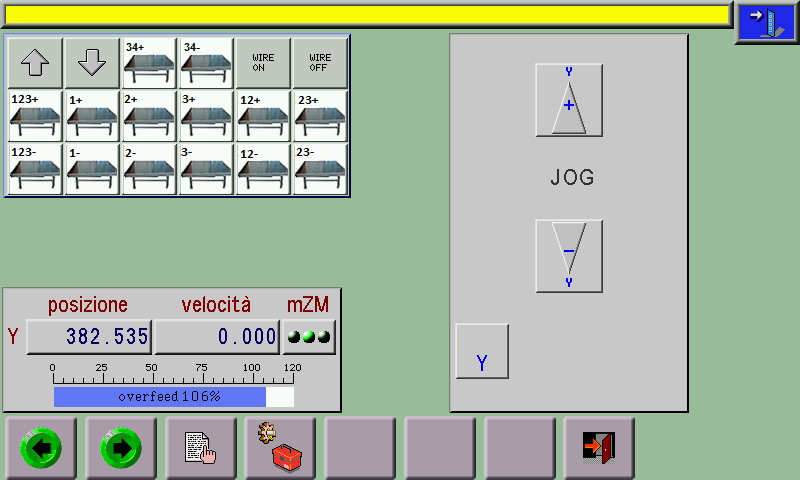 34+ 34- WIRE ON WIRE OFF
123+ 1+ 2+ 3+ 12+ 23+
123- 1- 2- 3- 12- 23-
Y
+
JOG
-
Y
posizione velocità mZM
Y 382.535 0.000
0 25 50 75 100 120
overfeed 106%
Y